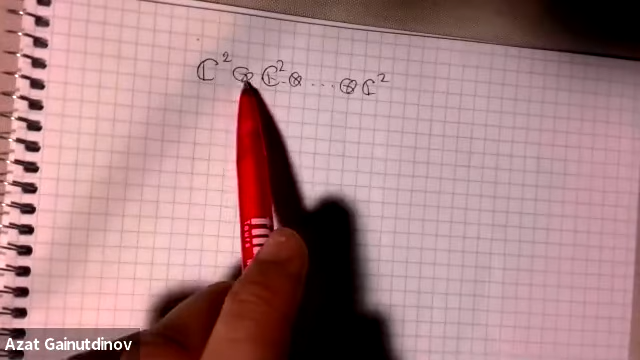 ℂ² ⊗ ℂ² ⊗ ... ⊗ ℂ²
Azat Gainutdinov